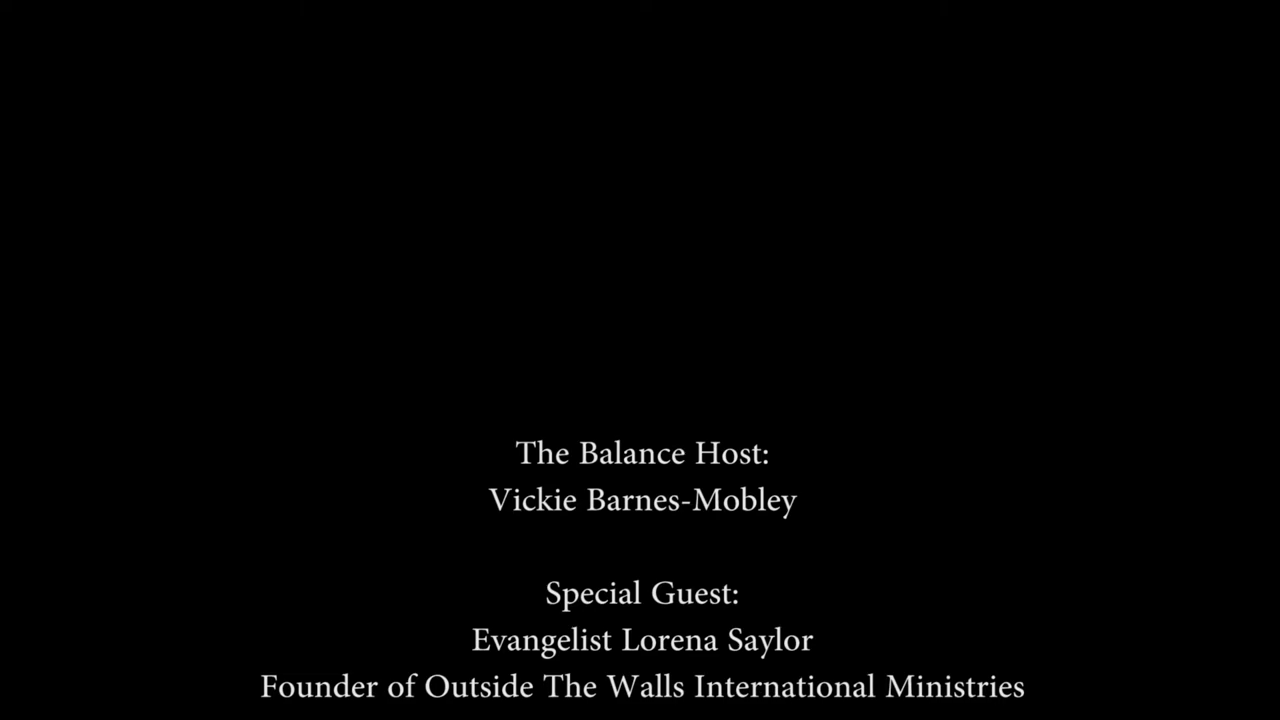 The Balance Host:
Vickie Barnes-Mobley
Special Guest:
Evangelist Lorena Saylor
Founder of Outside The Walls International Ministries